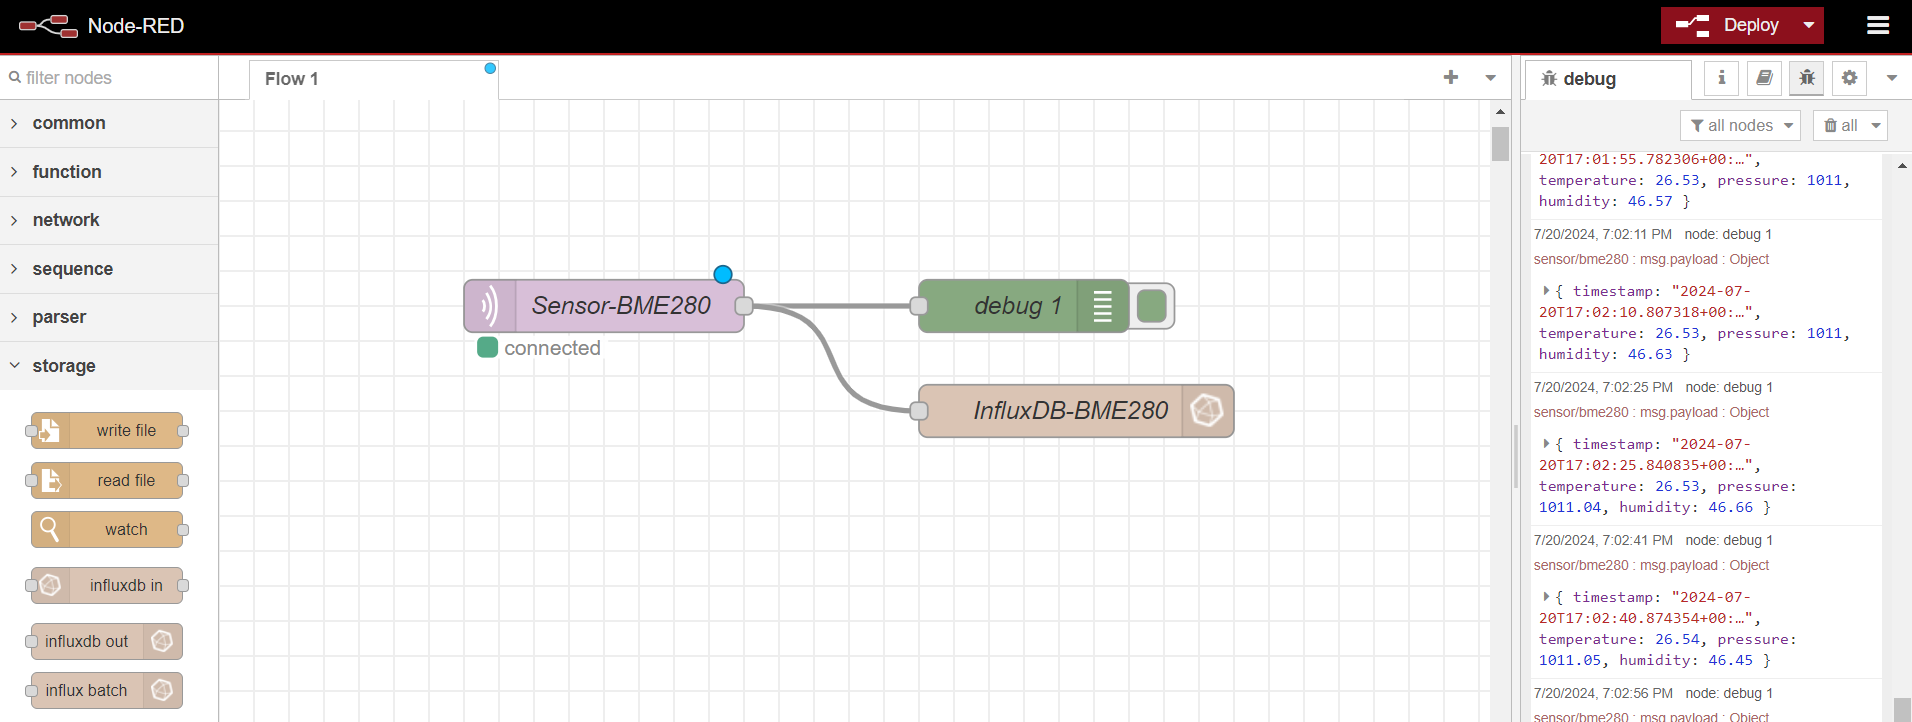 Node-RED
Deploy
filter nodes
common
function
network
sequence
parser
storage
write file
read file
watch
influxdb in
influxdb out
influx batch
Flow 1
Sensor-BME280
connected
debug 1
InfluxDB-BME280
debug
i
all nodes
all
20T17:01:55.782306+00:…",
temperature: 26.53, pressure: 1011,
humidity: 46.57 }
7/20/2024, 7:02:11 PM node: debug 1
sensor/bme280 : msg.payload : Object
{ timestamp: "2024-07-
20T17:02:10.807318+00:…",
temperature: 26.53, pressure: 1011,
humidity: 46.63 }
7/20/2024, 7:02:25 PM node: debug 1
sensor/bme280 : msg.payload : Object
{ timestamp: "2024-07-
20T17:02:25.840835+00:…",
temperature: 26.53, pressure:
1011.04, humidity: 46.66 }
7/20/2024, 7:02:41 PM node: debug 1
sensor/bme280 : msg.payload : Object
{ timestamp: "2024-07-
20T17:02:40.874354+00:…",
temperature: 26.54, pressure:
1011.05, humidity: 46.45 }
7/20/2024, 7:02:56 PM node: debug 1
sensor/bme280 : msg.payload : Object